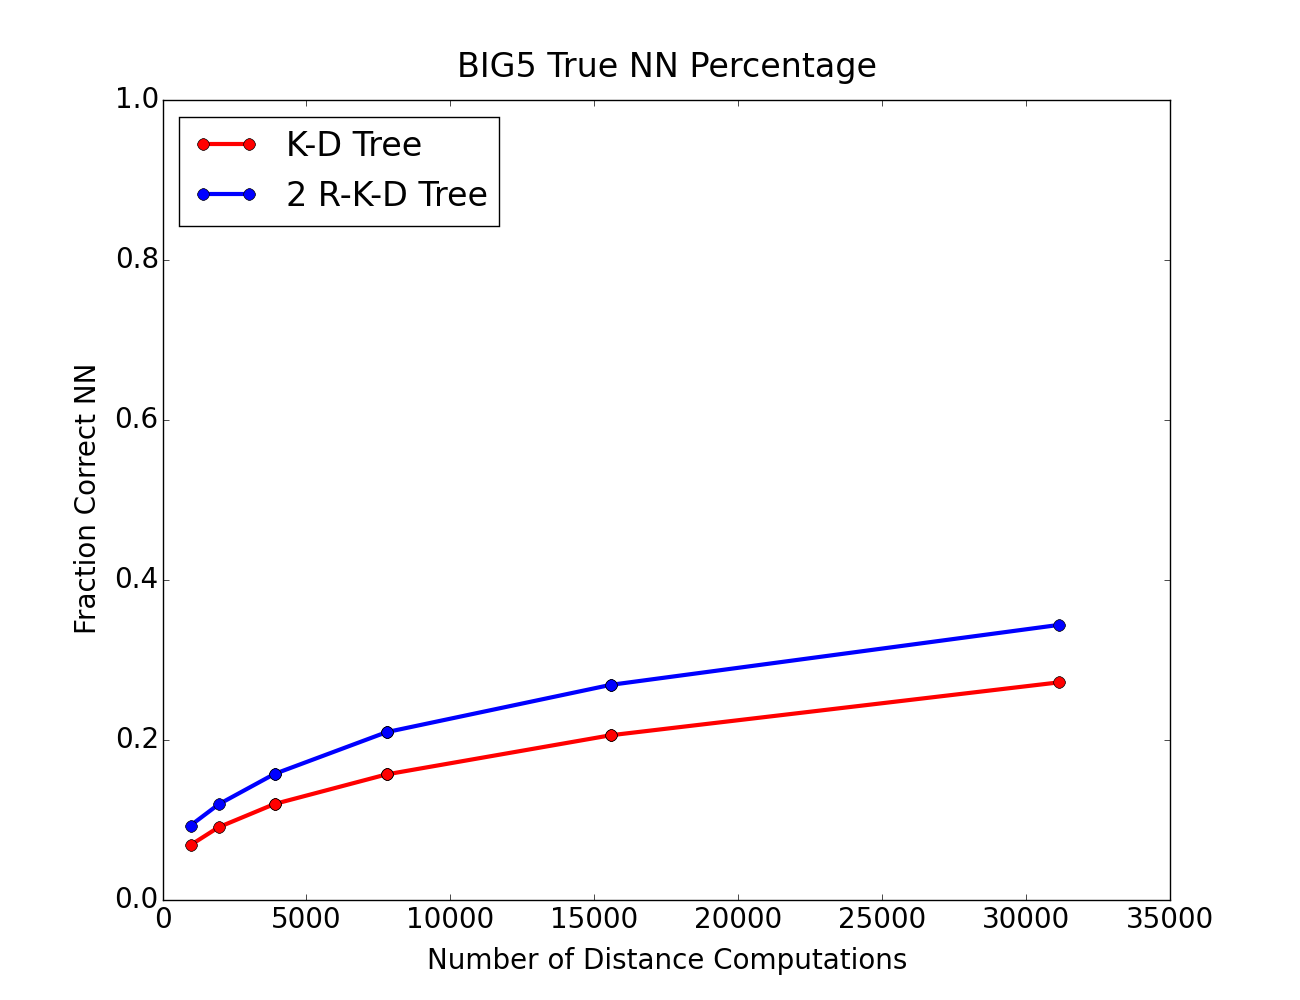 BIG5 True NN Percentage
1.0
0.8
0.6
0.4
0.2
0.0
Fraction Correct NN
K-D Tree
2 R-K-D Tree
0 5000 10000 15000 20000 25000 30000 35000
Number of Distance Computations